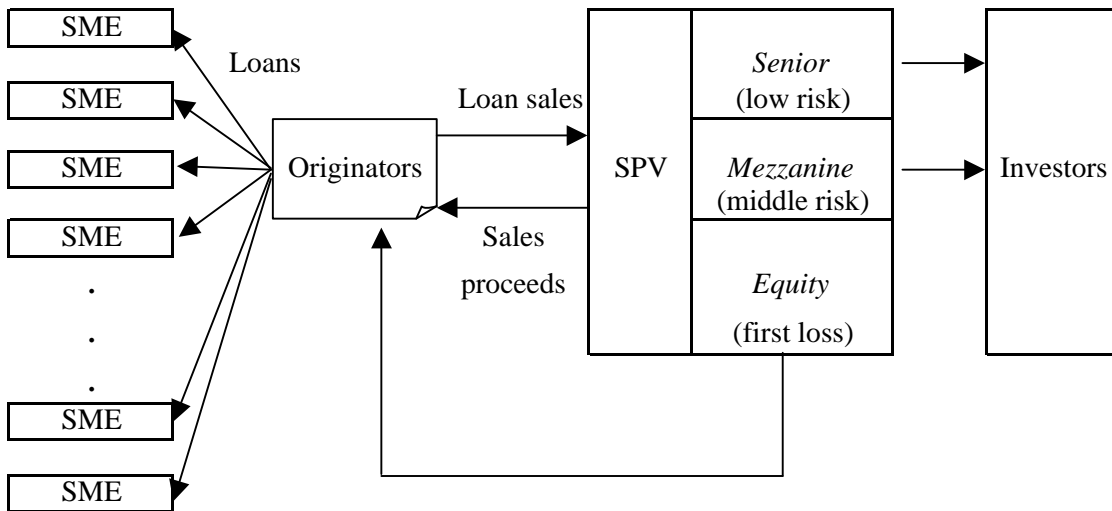 SME
SME
SME
SME
.
.
.
SME
SME
Loans
Originators
Loan sales
Sales
proceeds
SPV
Senior
(low risk)
Mezzanine
(middle risk)
Equity
(first loss)
Investors